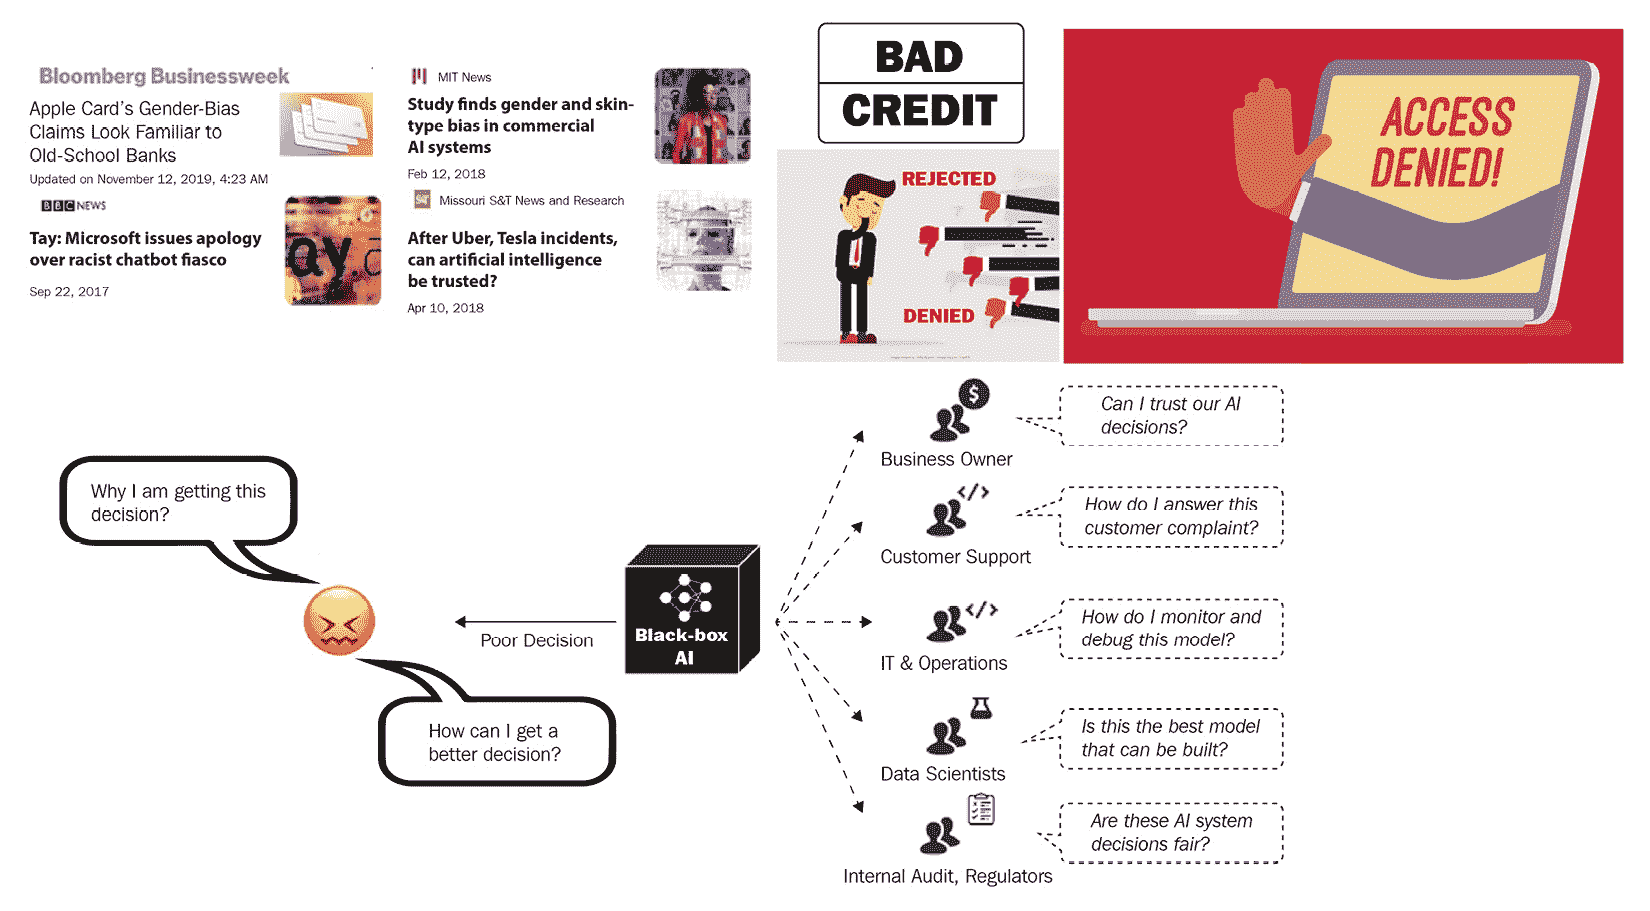 Bloomberg Businessweek
Apple Card's Gender-Bias
Claims Look Familiar to
Old-School Banks
Updated on November 12, 2019, 4:23 AM
MIT News
Study finds gender and skin-
type bias in commercial
AI systems
Feb 12, 2018
BBC NEWS
Tay: Microsoft issues apology
over racist chatbot fiasco
Sep 22, 2017
ay.
Missouri S&T News and Research
After Uber, Tesla incidents,
can artificial intelligence
be trusted?
Apr 10, 2018
BAD
CREDIT
REJECTED
DENIED
ACCESS
DENIED!
Why I am getting this
decision?
How can I get a
better decision?
Poor Decision
Black-box
AI
Business Owner
Can I trust our AI
decisions?
</>
Customer Support
How do I answer this
customer complaint?
</>
IT & Operations
How do I monitor and
debug this model?
Data Scientists
Is this the best model
that can be built?
Internal Audit, Regulators
Are these AI system
decisions fair?